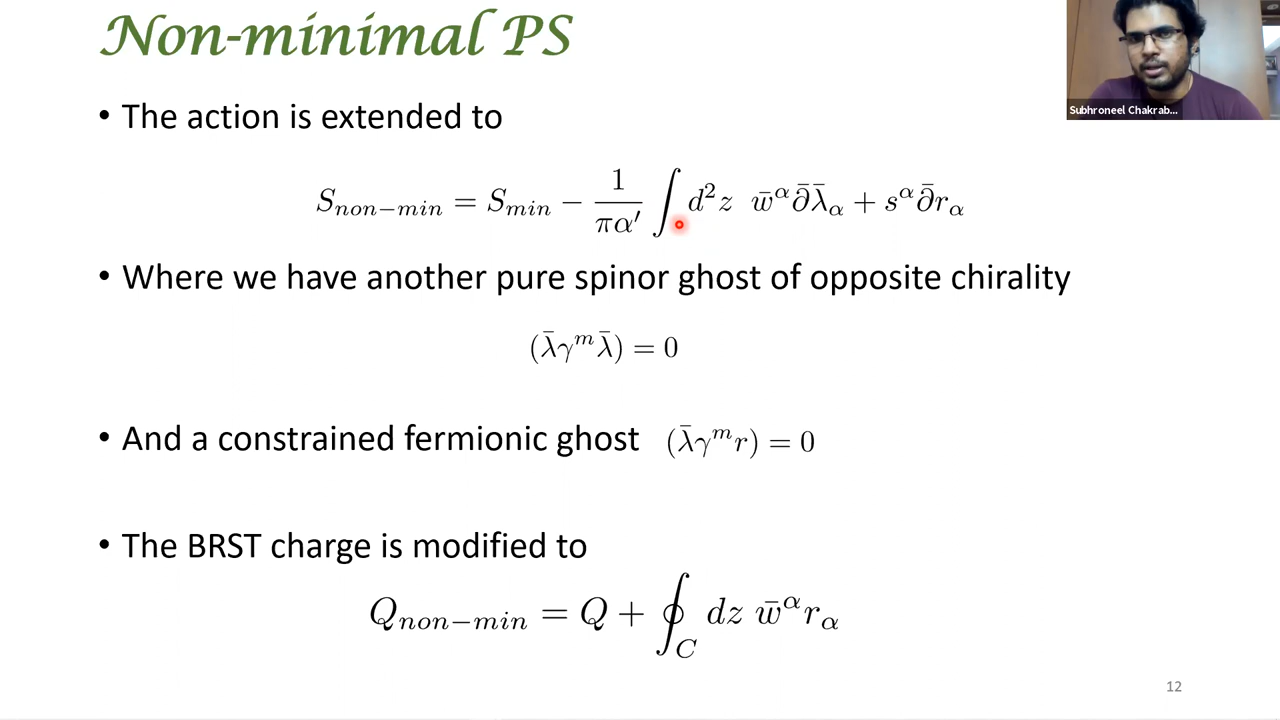 Non-minimal PS
Subhroneel Chakrab...
• The action is extended to
$S_{non-min} = S_{min} - \frac{1}{\pi\alpha'} \int d^2z \ \bar{w}^\alpha \bar{\partial} \bar{\lambda}_\alpha + s^\alpha \bar{\partial} r_\alpha$
• Where we have another pure spinor ghost of opposite chirality
$(\bar{\lambda}\gamma^m\bar{\lambda}) = 0$
• And a constrained fermionic ghost $(\bar{\lambda}\gamma^m r) = 0$
• The BRST charge is modified to
$Q_{non-min} = Q + \oint_C dz \ \bar{w}^\alpha r_\alpha$
12